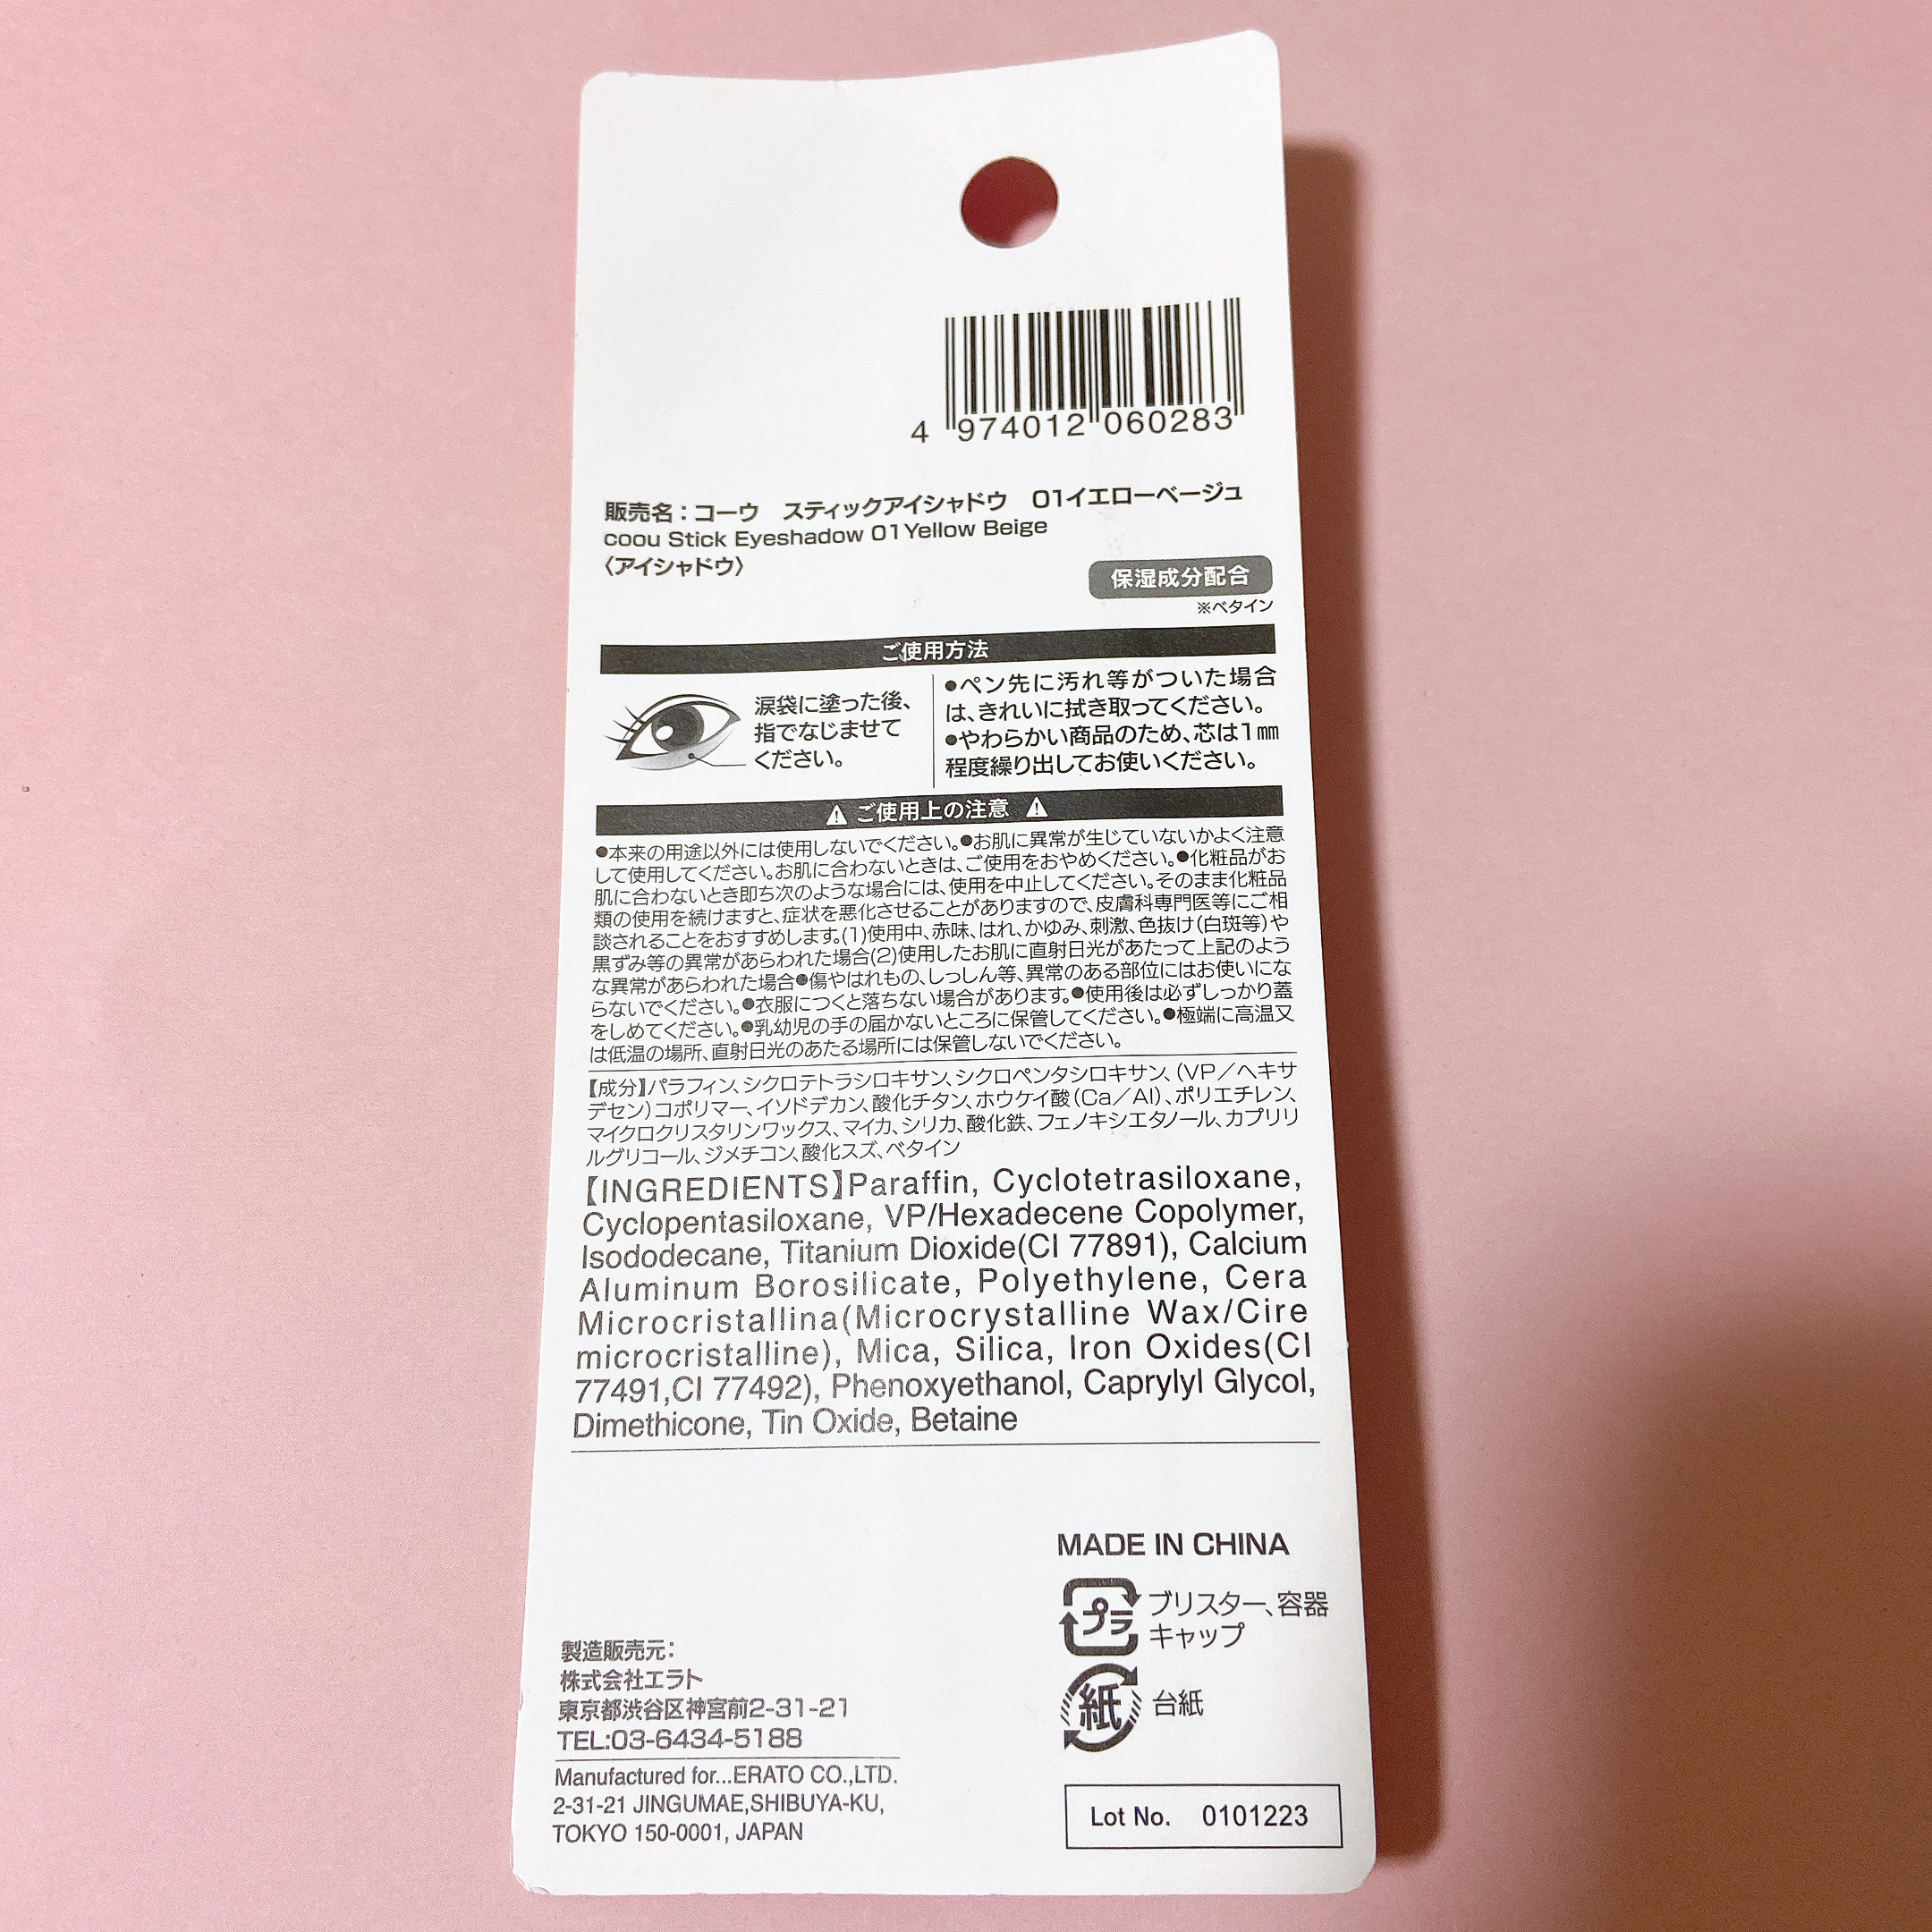 4 974012 060283
販売名：コーウ　スティックアイシャドウ　01イエローベージュ
coou Stick Eyeshadow 01Yellow Beige
〈アイシャドウ〉
保湿成分配合
※ベタイン
ご使用方法
涙袋に塗った後、
指でなじませて
ください。
●ペン先に汚れ等がついた場合
は、きれいに拭き取ってください。
●やわらかい商品のため、芯は1㎜
程度繰り出してお使いください。
ご使用上の注意
●本来の用途以外には使用しないでください。●お肌に異常が生じていないかよく注意
して使用してください。お肌に合わないときは、ご使用をおやめください。●化粧品がお
肌に合わないとき即ち次のような場合には、使用を中止してください。そのまま化粧品
類の使用を続けますと、症状を悪化させることがありますので、皮膚科専門医等にご相
談されることをおすすめします。(1)使用中、赤味、はれ、かゆみ、刺激、色抜け(白斑等)や
黒ずみ等の異常があらわれた場合(2)使用したお肌に直射日光があたって上記のよう
な異常があらわれた場合●傷やはれもの、しっしん等、異常のある部位にはお使いにな
らないでください。●衣服につくと落ちない場合があります。●使用後は必ずしっかり蓋
をしめてください。●乳幼児の手の届かないところに保管してください。●極端に高温又
は低温の場所、直射日光のあたる場所には保管しないでください。
【成分】パラフィン、シクロテトラシロキサン、シクロペンタシロキサン、(VP／ヘキサ
デセン)コポリマー、イソドデカン、酸化チタン、ホウケイ酸(Ca／Al)、ポリエチレン、
マイクロクリスタリンワックス、マイカ、シリカ、酸化鉄、フェノキシエタノール、カプリリ
ルグリコール、ジメチコン、酸化スズ、ベタイン
【INGREDIENTS】Paraffin, Cyclotetrasiloxane,
Cyclopentasiloxane, VP/Hexadecene Copolymer,
Isododecane, Titanium Dioxide(CI 77891), Calcium
Aluminum Borosilicate, Polyethylene, Cera
Microcristallina(Microcrystalline Wax/Cire
microcristalline), Mica, Silica, Iron Oxides(CI
77491,CI 77492), Phenoxyethanol, Caprylyl Glycol,
Dimethicone, Tin Oxide, Betaine
MADE IN CHINA
プラ ブリスター、容器
キャップ
紙 台紙
製造販売元：
株式会社エラト
東京都渋谷区神宮前2-31-21
TEL:03-6434-5188
Manufactured for...ERATO CO.,LTD.
2-31-21 JINGUMAE,SHIBUYA-KU,
TOKYO 150-0001, JAPAN
Lot No. 0101223